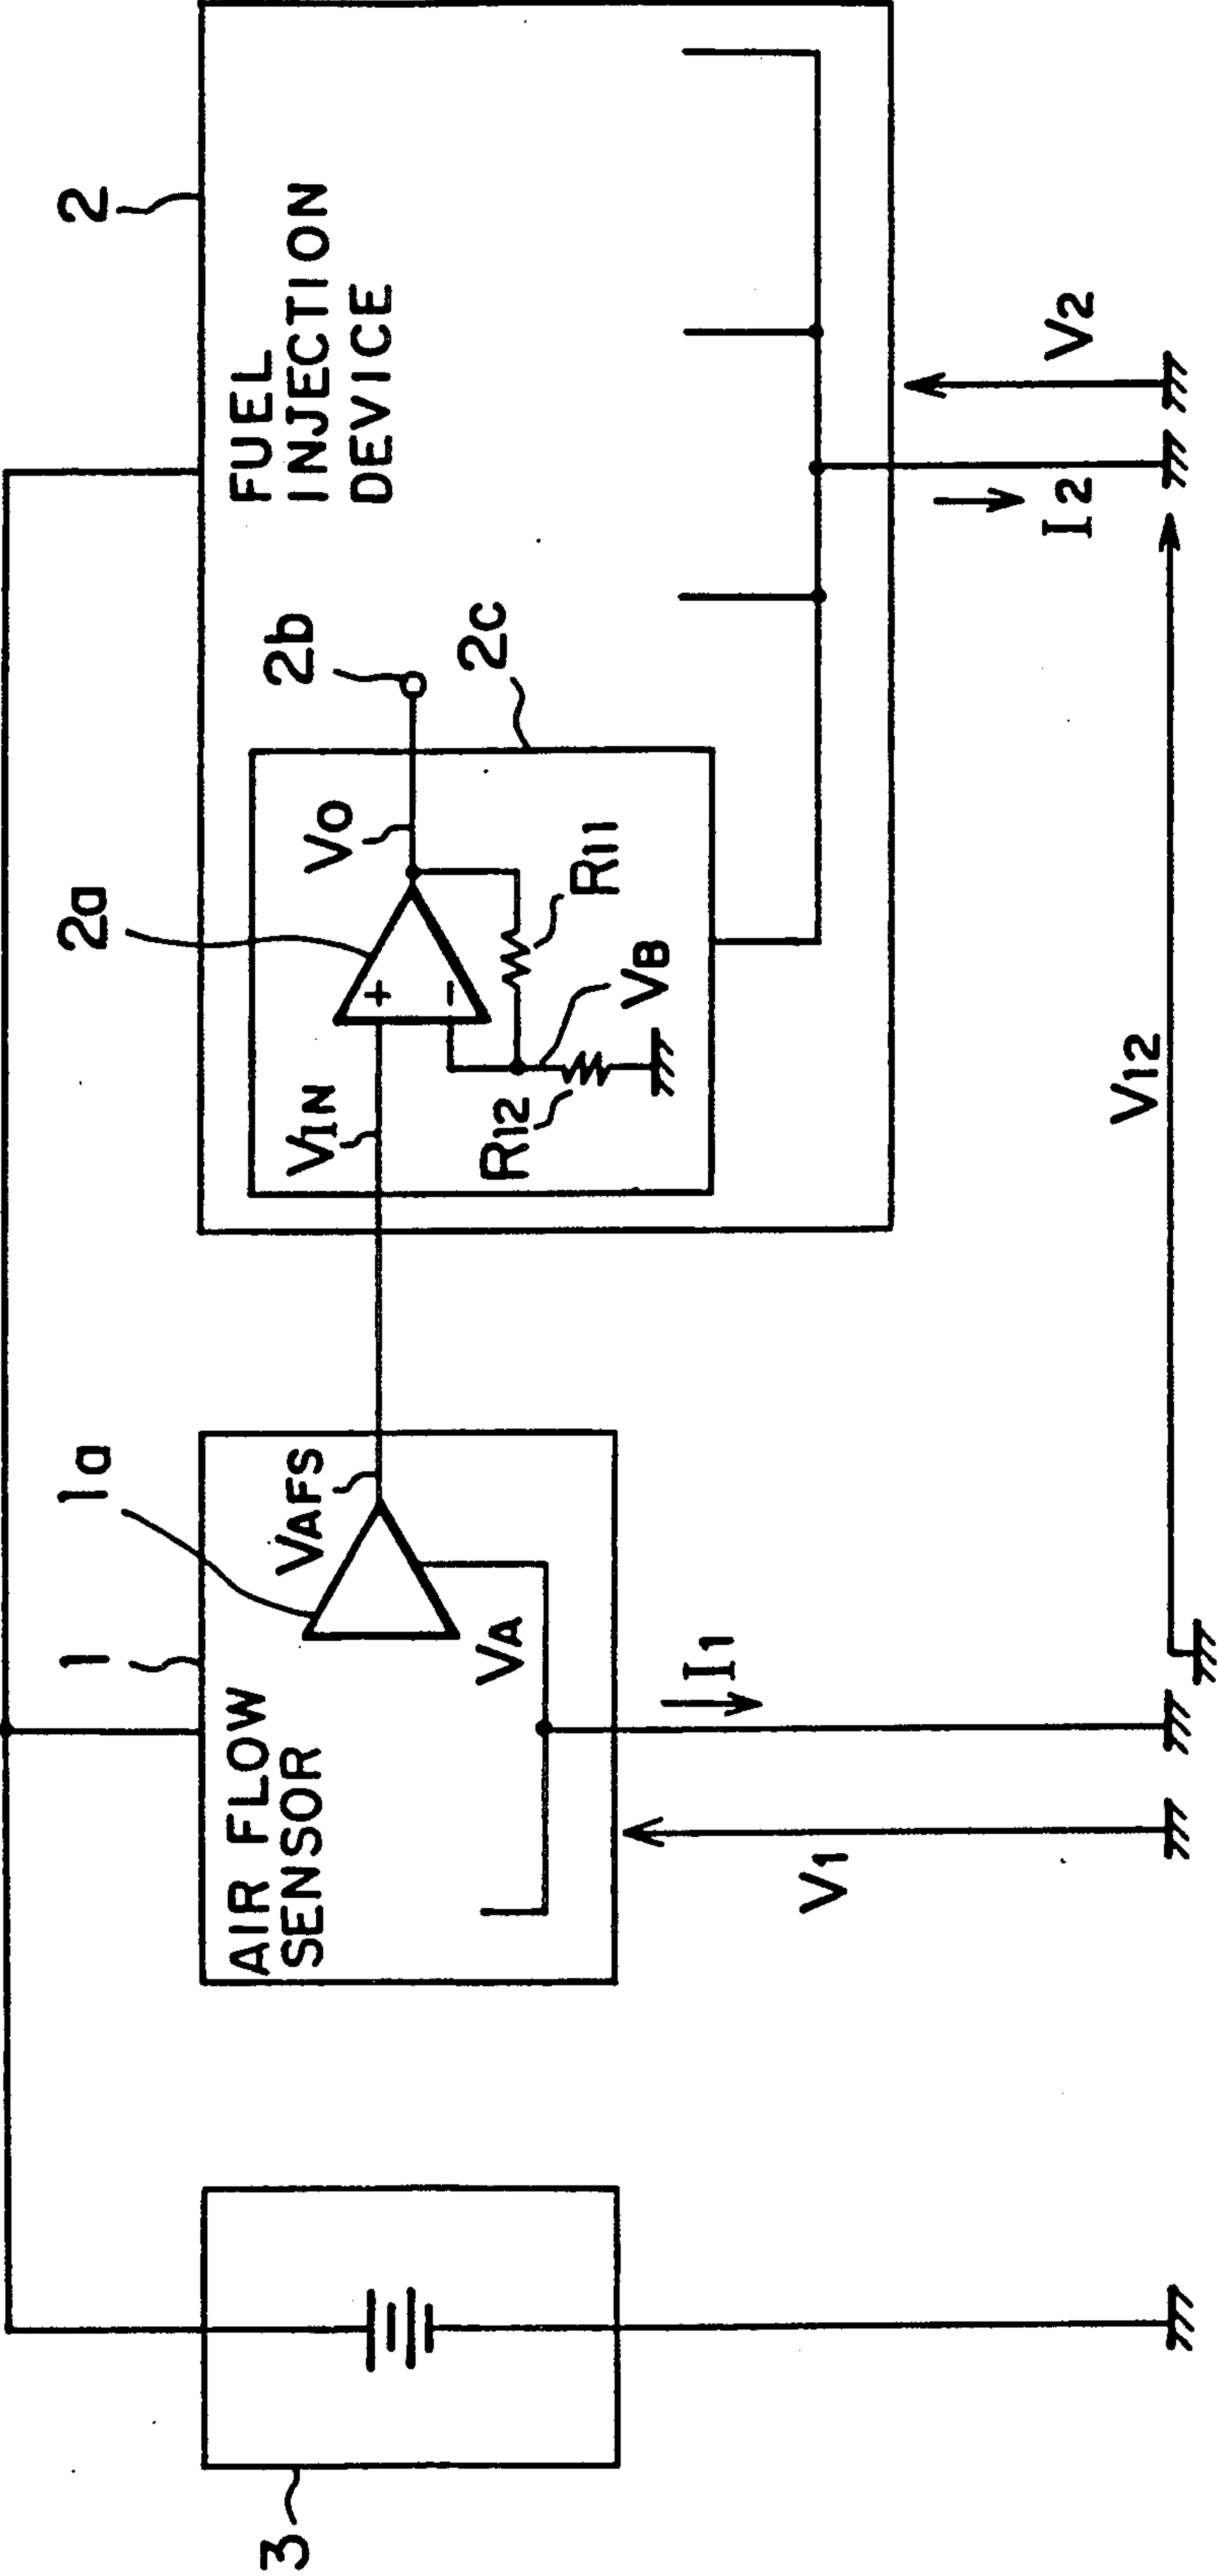 3
1
AIR FLOW
SENSOR
1a
VAFS
VA
I1
V1
2
FUEL
INJECTION
DEVICE
2a
2b
2c
VIN
VO
R11
R12
VB
I2
V2
V12